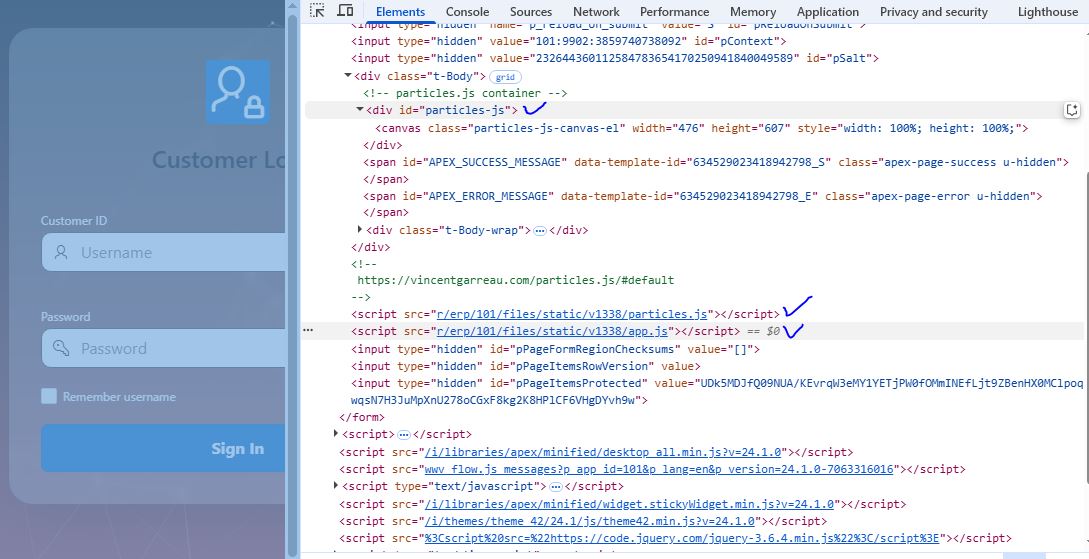 Elements Console Sources Network Performance Memory Application Privacy and security Lighthouse
<input type="hidden" name="p_reload_on_submit" value="S" id="pReloadOnSubmit">
<input type="hidden" value="101:9902:3859740738092" id="pContext">
<input type="hidden" value="232644360112584783654170250941840049589" id="pSalt">
<div class="t-Body"> grid
<!-- particles.js container -->
<div id="particles-js">
<canvas class="particles-js-canvas-el" width="476" height="607" style="width: 100%; height: 100%;">
</div>
<span id="APEX_SUCCESS_MESSAGE" data-template-id="634529023418942798_S" class="apex-page-success u-hidden">
</span>
<span id="APEX_ERROR_MESSAGE" data-template-id="634529023418942798_E" class="apex-page-error u-hidden">
</span>
<div class="t-Body-wrap"> … </div>
</div>
<!--
https://vincentgarreau.com/particles.js/#default
-->
<script src="r/erp/101/files/static/v1338/particles.js"></script>
<script src="r/erp/101/files/static/v1338/app.js"></script> == $0
<input type="hidden" id="pPageFormRegionChecksums" value="[]">
<input type="hidden" id="pPageItemsRowVersion" value>
<input type="hidden" id="pPageItemsProtected" value="UDk5MDJfQ09NUA/KEvrqW3eMY1YETjPW0fOMmINEfLjt9ZBenHX0MClpoq
wqsN7H3JuMpXnU278oCGxF8kg2K8HPlCF6VHgDYvh9w">
</form>
<script> … </script>
<script src="/i/libraries/apex/minified/desktop_all.min.js?v=24.1.0"></script>
<script src="wwv_flow.js_messages?p_app_id=101&p_lang=en&p_version=24.1.0-7063316016"></script>
<script type="text/javascript"> … </script>
<script src="/i/libraries/apex/minified/widget.stickyWidget.min.js?v=24.1.0"></script>
<script src="/i/themes/theme_42/24.1/js/theme42.min.js?v=24.1.0"></script>
<script src="%3Cscript%20src=%22https://code.jquery.com/jquery-3.6.4.min.js%22%3C/script%3E"></script>
Customer Lo
Customer ID
Username
Password
Password
Remember username
Sign In